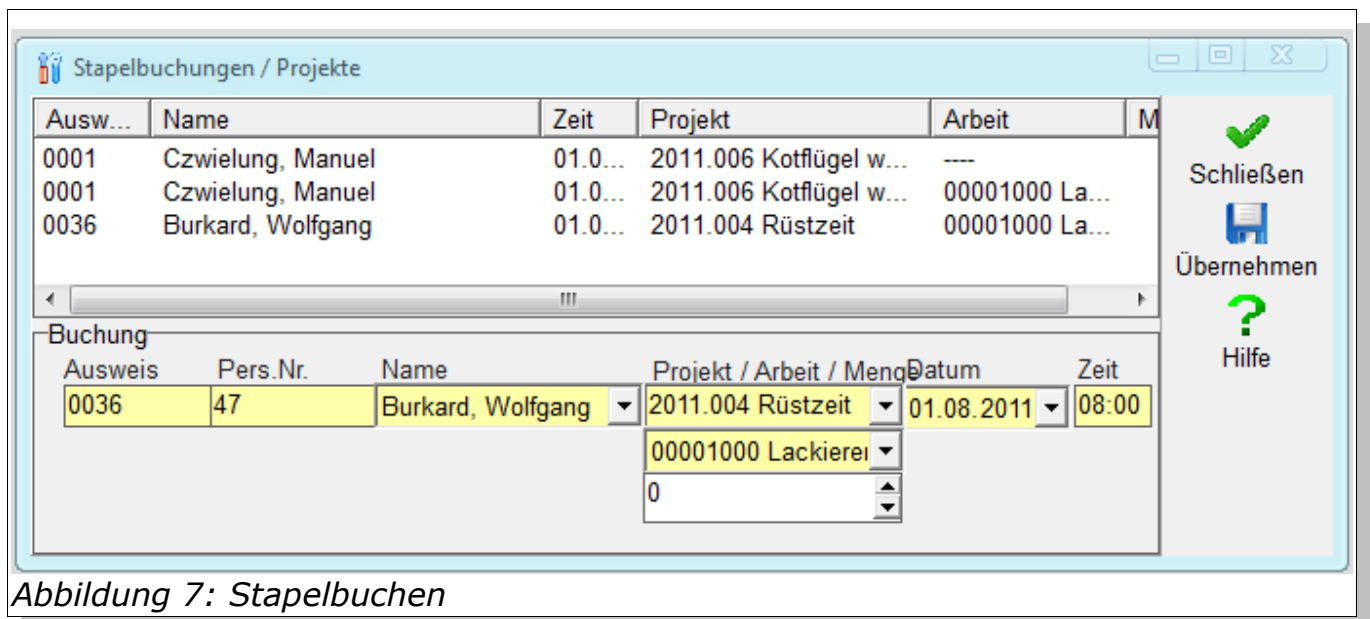 Stapelbuchungen / Projekte
Ausw... Name Zeit Projekt Arbeit M
0001 Czwielung, Manuel 01.0... 2011.006 Kotflügel w... ----
0001 Czwielung, Manuel 01.0... 2011.006 Kotflügel w... 00001000 La...
0036 Burkard, Wolfgang 01.0... 2011.004 Rüstzeit 00001000 La...
Schließen
Übernehmen
Hilfe
Buchung
Ausweis Pers.Nr. Name Projekt / Arbeit / Menge Datum Zeit
0036 47 Burkard, Wolfgang 2011.004 Rüstzeit 01.08.2011 08:00
00001000 Lackierei
0
Abbildung 7: Stapelbuchen